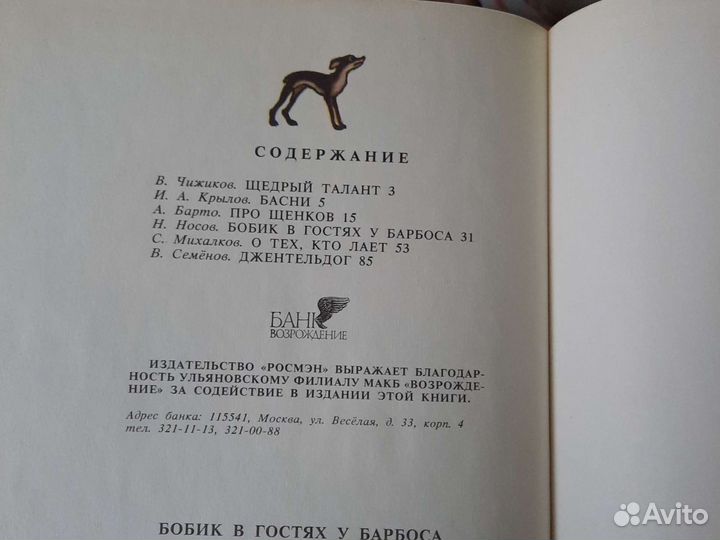 СОДЕРЖАНИЕ
В. Чижиков. ЩЕДРЫЙ ТАЛАНТ 3
И. А. Крылов. БАСНИ 5
А. Барто. ПРО ЩЕНКОВ 15
Н. Носов. БОБИК В ГОСТЯХ У БАРБОСА 31
С. Михалков. О ТЕХ, КТО ЛАЕТ 53
В. Семёнов. ДЖЕНТЕЛЬДОГ 85
БАНК
ВОЗРОЖДЕНИЕ
ИЗДАТЕЛЬСТВО «РОСМЭН» ВЫРАЖАЕТ БЛАГОДАР-
НОСТЬ УЛЬЯНОВСКОМУ ФИЛИАЛУ МАКБ «ВОЗРОЖДЕ-
НИЕ» ЗА СОДЕЙСТВИЕ В ИЗДАНИИ ЭТОЙ КНИГИ.
Адрес банка: 115541, Москва, ул. Весёлая, д. 33, корп. 4
тел. 321-11-13, 321-00-88
БОБИК В ГОСТЯХ У БАРБОСА
Avito